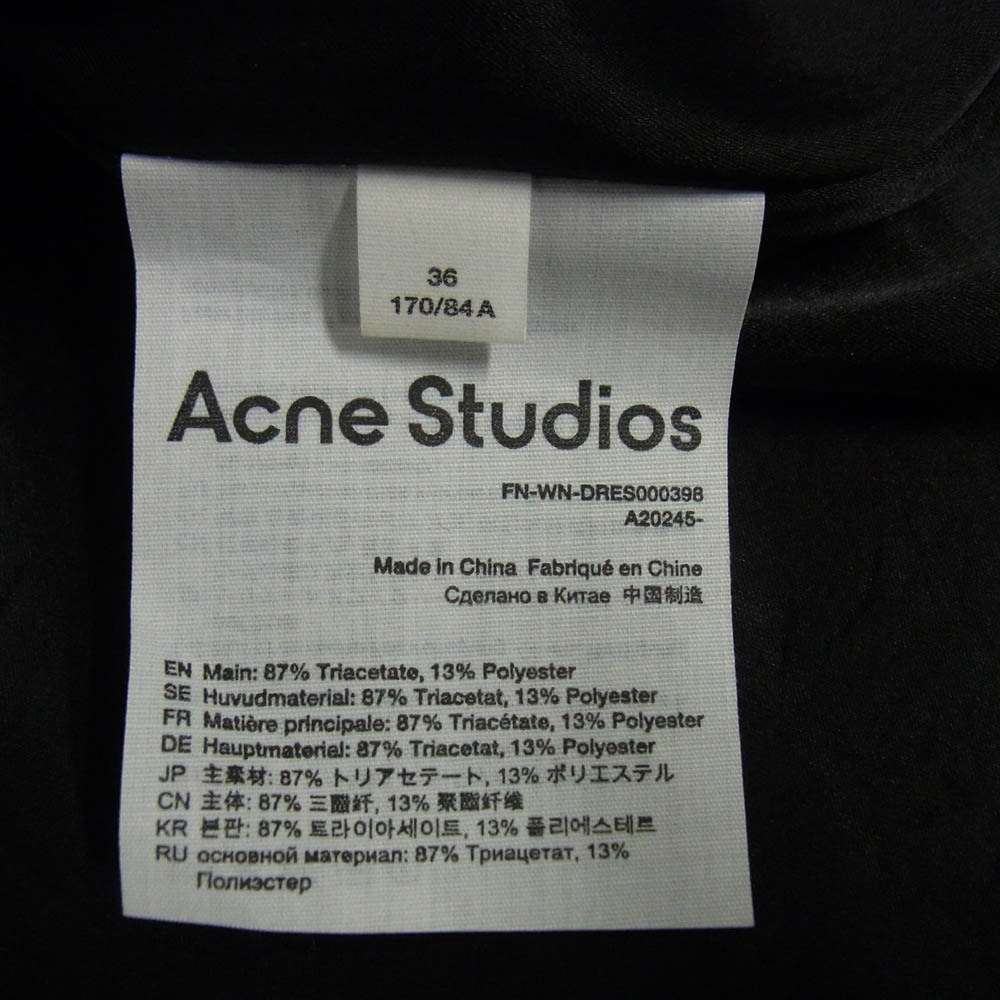 36
170/84A
Acne Studios
FN-WN-DRES000398
A20245-
Made in China Fabriqué en Chine
Сделано в Китае 中国制造
EN Main: 87% Triacetate, 13% Polyester
SE Huvudmaterial: 87% Triacetat, 13% Polyester
FR Matière principale: 87% Triacétate, 13% Polyester
DE Hauptmaterial: 87% Triacetat, 13% Polyester
JP 主素材: 87% トリアセテート, 13% ポリエステル
CN 主体: 87% 三醋纤, 13% 聚酯纤维
KR 본판: 87% 트라이아세이트, 13% 폴리에스테르
RU основной материал: 87% Триацетат, 13%
Полиэстер